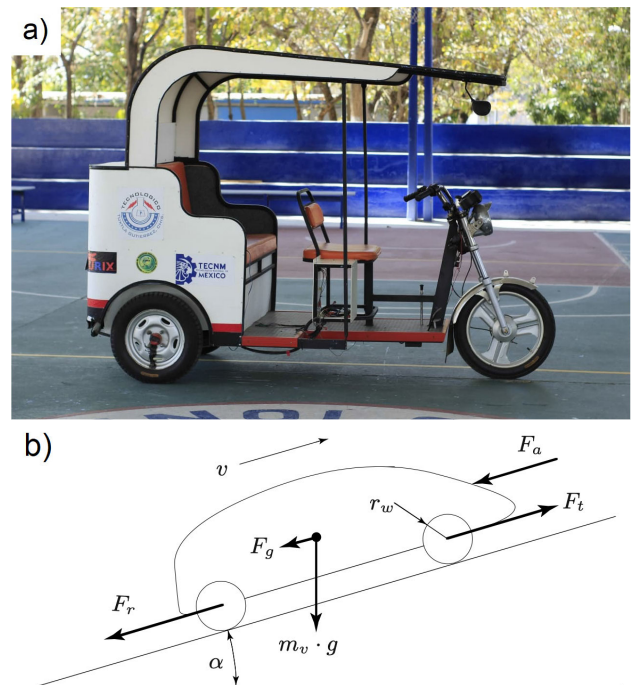 a)
TECNOLOGICO
TECNM
MEXICO
b)
v
F_a
r_w
F_t
F_g
F_r
m_v · g
α